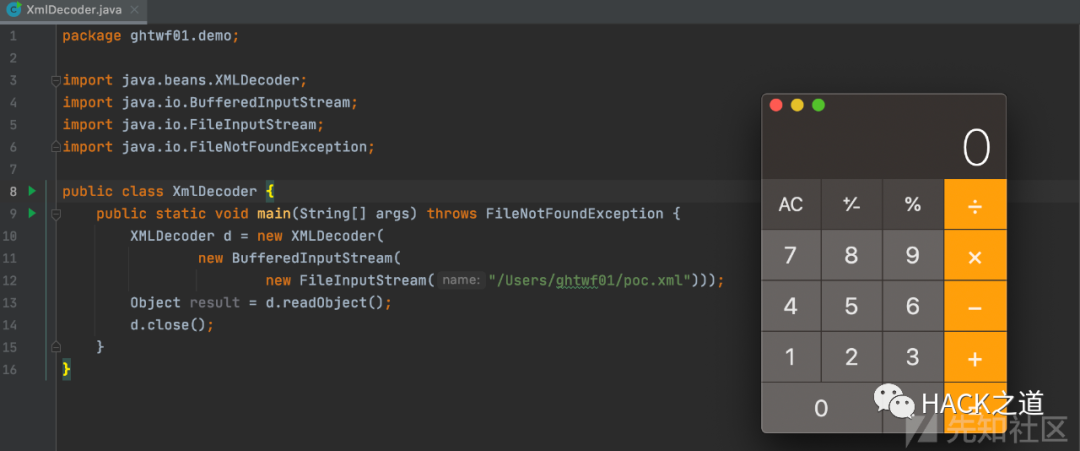 XmlDecoder.java
1 package ghtwf01.demo;
2
3 import java.beans.XMLDecoder;
4 import java.io.BufferedInputStream;
5 import java.io.FileInputStream;
6 import java.io.FileNotFoundException;
7
8 public class XmlDecoder {
9 public static void main(String[] args) throws FileNotFoundException {
10 XMLDecoder d = new XMLDecoder(
11 new BufferedInputStream(
12 new FileInputStream( name: "/Users/ghtwf01/poc.xml")));
13 Object result = d.readObject();
14 d.close();
15 }
16 }
0
AC +/- % ÷
7 8 9 ×
4 5 6 −
1 2 3 +
0 =
HACK之道
先知社区